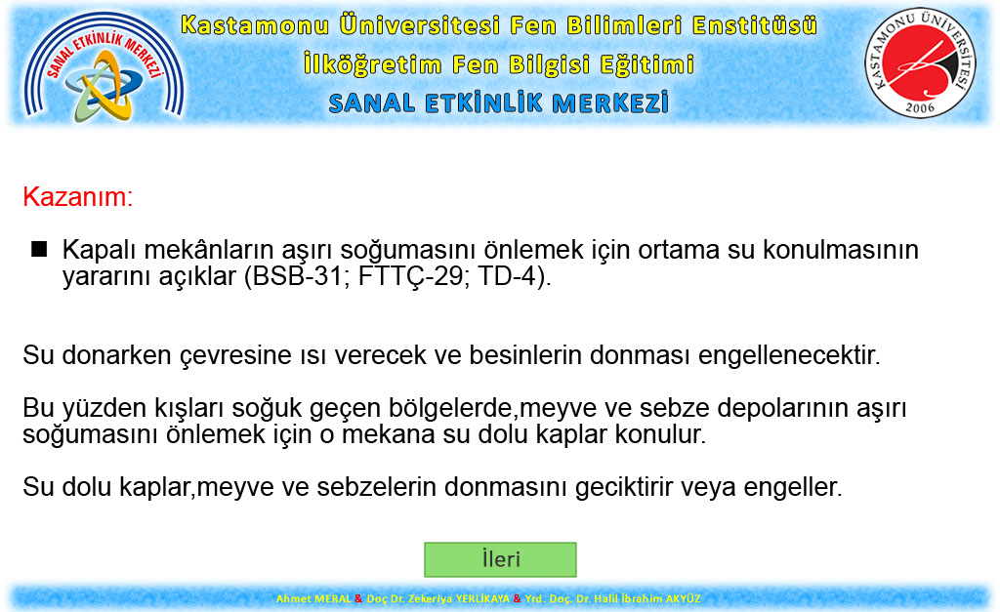 Kastamonu Üniversitesi Fen Bilimleri Enstitüsü
İlköğretim Fen Bilgisi Eğitimi
SANAL ETKİNLİK MERKEZİ
SANAL ETKİNLİK MERKEZİ
KASTAMONU ÜNİVERSİTESİ
2006
Kazanım:
Kapalı mekânların aşırı soğumasını önlemek için ortama su konulmasının
yararını açıklar (BSB-31; FTTÇ-29; TD-4).
Su donarken çevresine ısı verecek ve besinlerin donması engellenecektir.
Bu yüzden kışları soğuk geçen bölgelerde,meyve ve sebze depolarının aşırı
soğumasını önlemek için o mekana su dolu kaplar konulur.
Su dolu kaplar,meyve ve sebzelerin donmasını geciktirir veya engeller.
İleri
Ahmet MERAL & Doç Dr. Zekeriya YERLİKAYA & Yrd. Doç. Dr. Halil İbrahim AKYÜZ